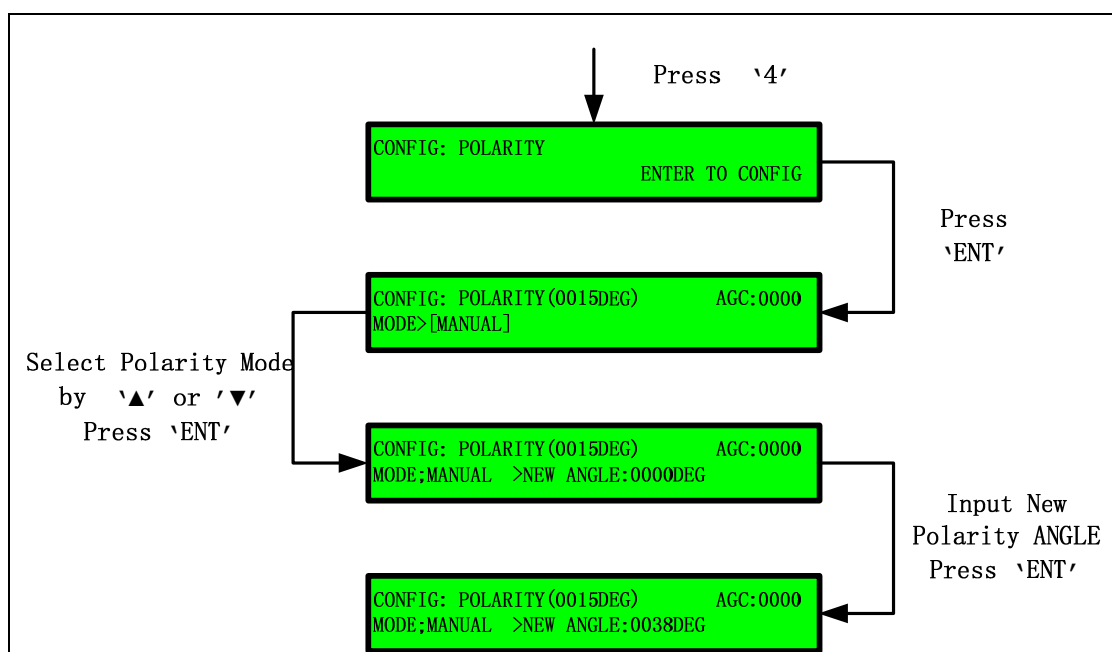 Press ‵4′
CONFIG: POLARITY
ENTER TO CONFIG
Press
‵ENT′
CONFIG: POLARITY(0015DEG) AGC:0000
MODE>[MANUAL]
Select Polarity Mode
by ‵▲′ or ′▼′
Press ‵ENT′
CONFIG: POLARITY(0015DEG) AGC:0000
MODE;MANUAL >NEW ANGLE:0000DEG
Input New
Polarity ANGLE
Press ‵ENT′
CONFIG: POLARITY(0015DEG) AGC:0000
MODE;MANUAL >NEW ANGLE:0038DEG